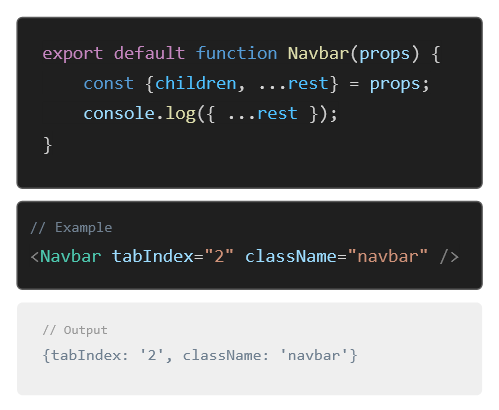 export default function Navbar(props) {
    const {children, ...rest} = props;
    console.log({ ...rest });
}
// Example
<Navbar tabIndex="2" className="navbar" />
// Output
{tabIndex: '2', className: 'navbar'}